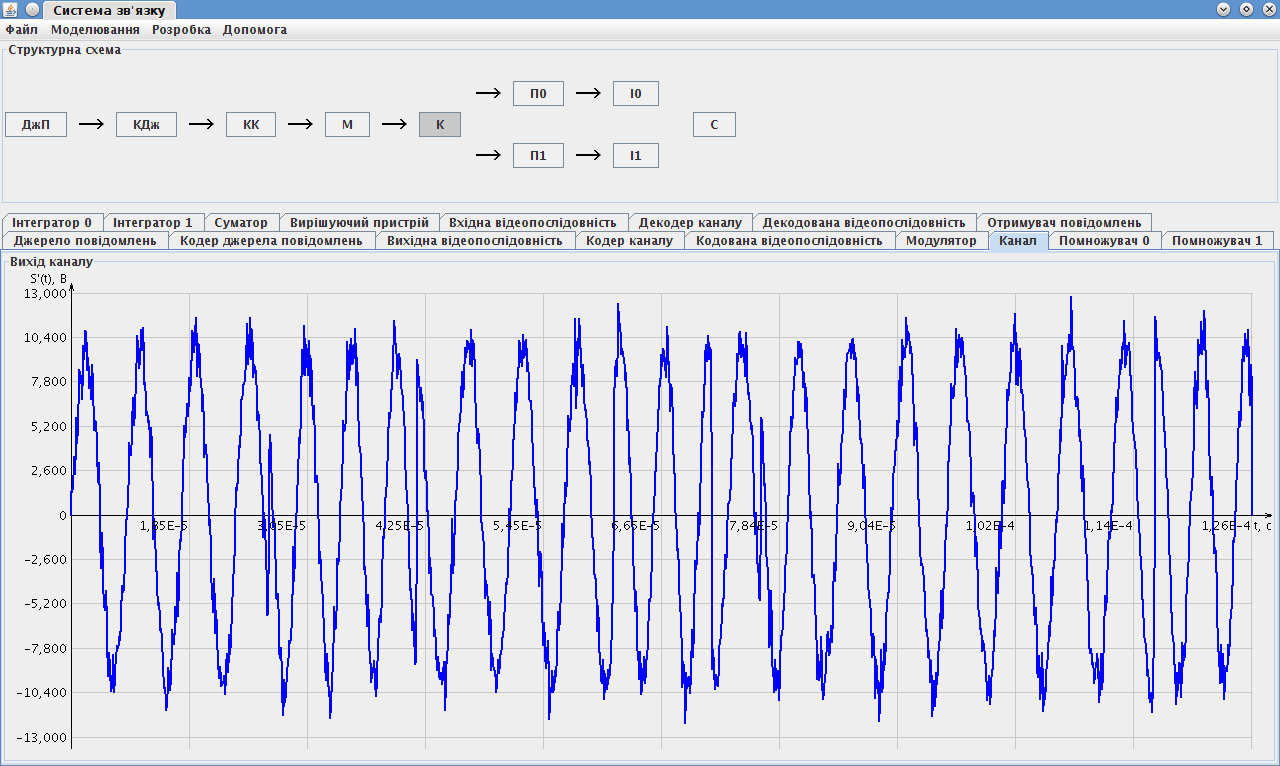 Система зв'язку
Файл Моделювання Розробка Допомога
Структурна схема
П0 І0
ДжП КДж КК М К С
П1 І1
Інтегратор 0 Інтегратор 1 Суматор Вирішуючий пристрій Вхідна відеопослідовність Декодер каналу Декодована відеопослідовність Отримувач повідомлень
Джерело повідомлень Кодер джерела повідомлень Вихідна відеопослідовність Кодер каналу Кодована відеопослідовність Модулятор Канал Помножувач 0 Помножувач 1
Вихід каналу
S'(t), В
13,000
10,400
7,800
5,200
2,600
0
1,85E-5 3,05E-5 4,25E-5 5,45E-5 6,65E-5 7,84E-5 9,04E-5 1,02E-4 1,14E-4 1,26E-4 t, с
-2,600
-5,200
-7,800
-10,400
-13,000